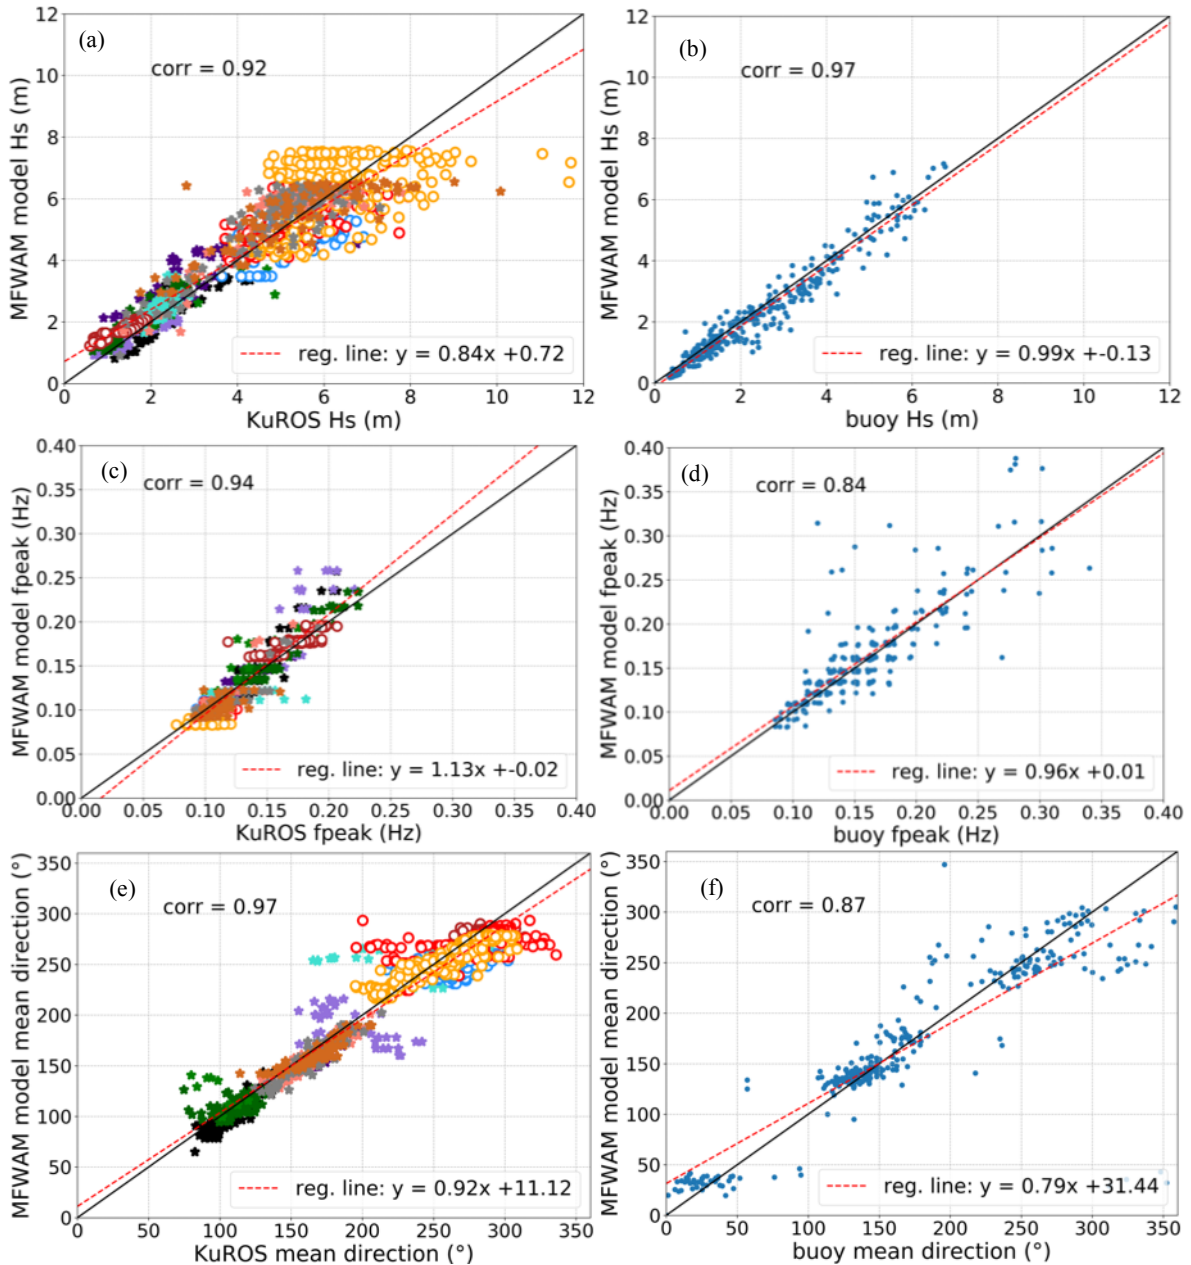 (a)
corr = 0.92
MFWAM model Hs (m)
12
10
8
6
4
2
0
reg. line: y = 0.84x +0.72
0 2 4 6 8 10 12
KuROS Hs (m)
(b)
corr = 0.97
MFWAM model Hs (m)
12
10
8
6
4
2
0
reg. line: y = 0.99x +-0.13
0 2 4 6 8 10 12
buoy Hs (m)
(c)
corr = 0.94
MFWAM model fpeak (Hz)
0.40
0.35
0.30
0.25
0.20
0.15
0.10
0.05
0.00
reg. line: y = 1.13x +-0.02
0.00 0.05 0.10 0.15 0.20 0.25 0.30 0.35 0.40
KuROS fpeak (Hz)
(d)
corr = 0.84
MFWAM model fpeak (Hz)
0.40
0.35
0.30
0.25
0.20
0.15
0.10
0.05
0.00
reg. line: y = 0.96x +0.01
0.00 0.05 0.10 0.15 0.20 0.25 0.30 0.35 0.40
buoy fpeak (Hz)
(e)
corr = 0.97
MFWAM model mean direction (°)
350
300
250
200
150
100
50
0
reg. line: y = 0.92x +11.12
0 50 100 150 200 250 300 350
KuROS mean direction (°)
(f)
corr = 0.87
MFWAM model mean direction (°)
350
300
250
200
150
100
50
0
reg. line: y = 0.79x +31.44
0 50 100 150 200 250 300 350
buoy mean direction (°)